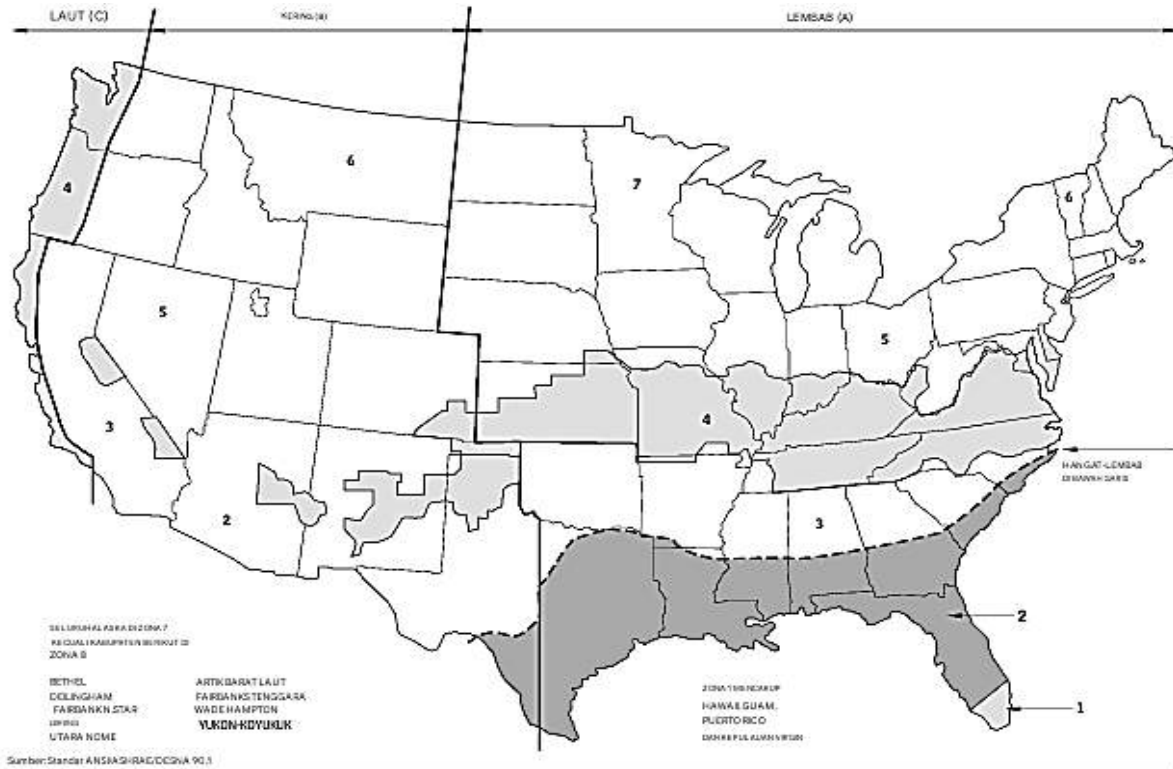 LAUT (C)
KERING (B)
LEMBAB (A)
6
7
6
4
5
5
3
4
2
3
HANGAT-LEMBAB
DIBAWAH GARIS
2
1
SELURUH ALASKA DI ZONA 7
KECUALI KABUPATEN BERIKUT DI
ZONA 8
BETHEL
DOLINGHAM
FAIRBANKN.STAR
UTARA NOME
ARTIK BARAT LAUT
FAIRBANKS TENGGARA
WADE HAMPTON
YUKON-KOYUKUK
ZONA 1 MENCAKUP
HAWAII, GUAM,
PUERTO RICO
DAN KEPULAUAN VIRGIN
Sumber: Standar ANSI/ASHRAE/DCSNA 90.1